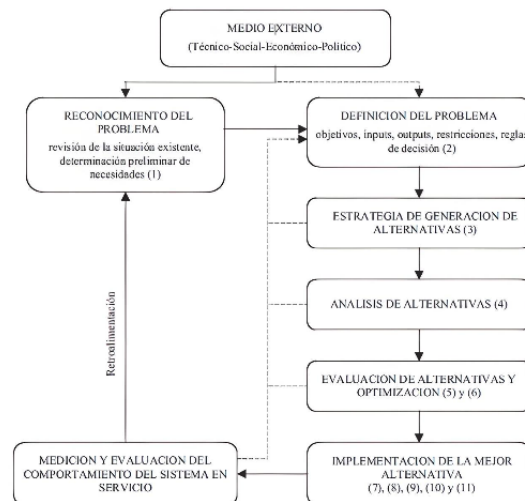 MEDIO EXTERNO
(Técnico-Social-Económico-Político)
RECONOCIMIENTO DEL
PROBLEMA
revisión de la situación existente,
determinación preliminar de
necesidades (1)
DEFINICION DEL PROBLEMA
objetivos, inputs, outputs, restricciones, reglas
de decisión (2)
ESTRATEGIA DE GENERACION DE
ALTERNATIVAS (3)
ANALISIS DE ALTERNATIVAS (4)
Retroalimentación
EVALUACIÓN DE ALTERNATIVAS Y
OPTIMIZACION (5) y (6)
MEDICION Y EVALUACION DEL
COMPORTAMIENTO DEL SISTEMA EN
SERVICIO
IMPLEMENTACION DE LA MEJOR
ALTERNATIVA
(7), (8), (9), (10) y (11)